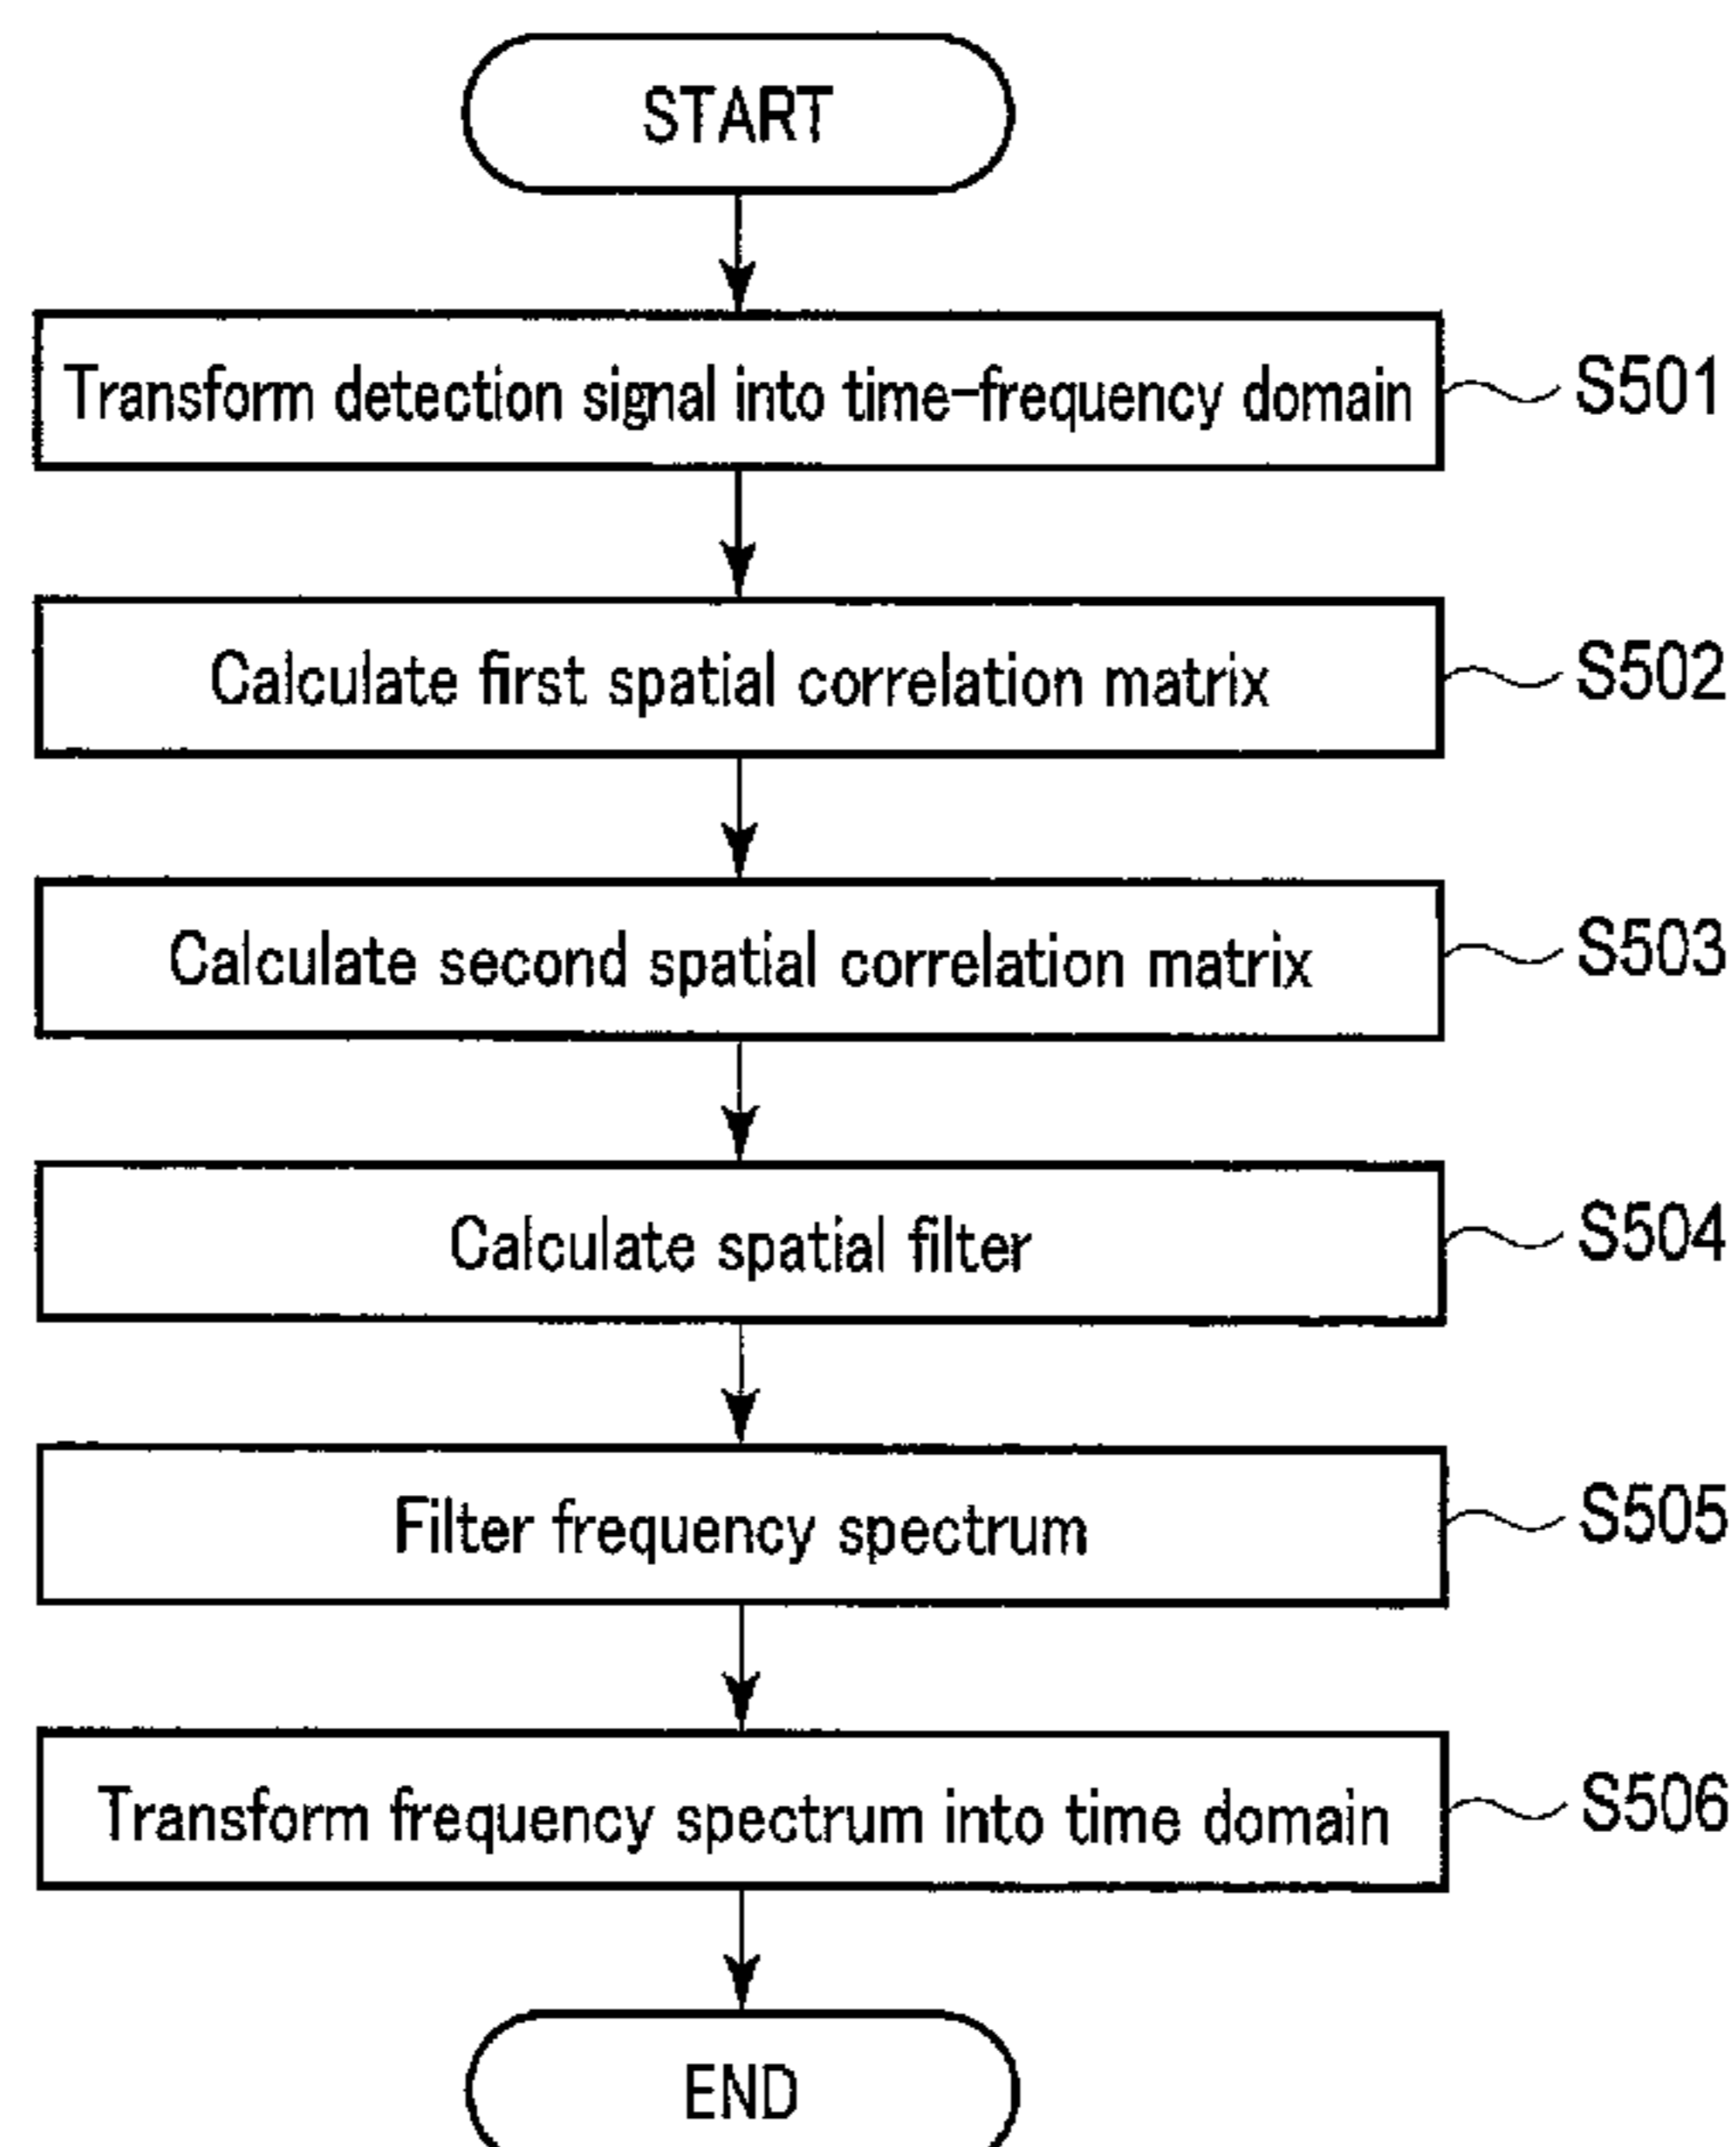 START
Transform detection signal into time-frequency domain S501
Calculate first spatial correlation matrix S502
Calculate second spatial correlation matrix S503
Calculate spatial filter S504
Filter frequency spectrum S505
Transform frequency spectrum into time domain S506
END